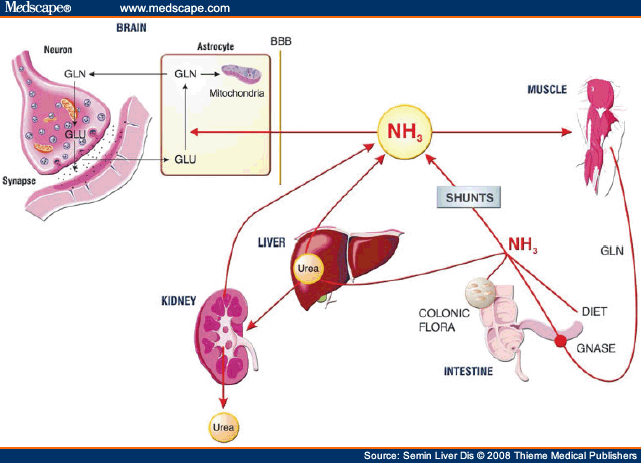 Medscape® www.medscape.com
BRAIN
Neuron
Astrocyte
BBB
GLN
GLN
Mitochondria
GLU
GLU
Synapse
NH₃
MUSCLE
SHUNTS
LIVER
Urea
NH₃
GLN
KIDNEY
COLONIC
FLORA
DIET
GNASE
INTESTINE
Urea
Source: Semin Liver Dis © 2008 Thieme Medical Publishers